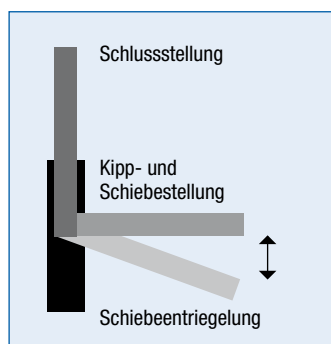 Schlussstellung
Kipp- und
Schiebestellung
Schiebeentriegelung